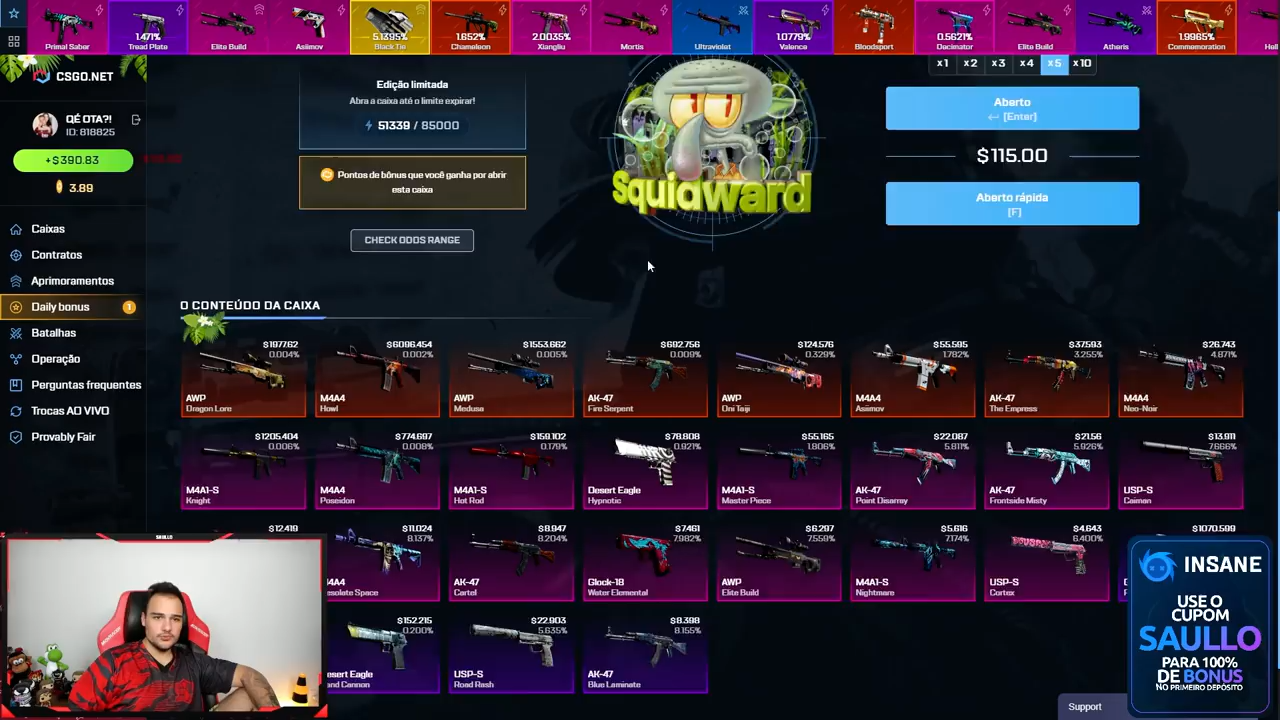 Primal Saber
1.471%
Tread Plate
Elite Build
Asiimov
5.1395%
Black Tie
1.652%
Chameleon
2.0035%
Xiangliu
Mortis
Ultraviolet
1.0779%
Valence
Bloodsport
0.5621%
Decimator
Elite Build
Atheris
1.9965%
Commemoration
CSGO.NET
QÉ OTA?!
ID: 818825
+$390.83
3.89
Caixas
Contratos
Aprimoramentos
Daily bonus 1
Batalhas
Operação
Perguntas frequentes
Trocas AO VIVO
Provably Fair
Edição limitada
Abra a caixa até o limite expirar!
51339 / 85000
Pontos de bônus que você ganha por abrir
esta caixa
CHECK ODDS RANGE
Squidward
x1 x2 x3 x4 x5 x10
Aberto
[Enter]
$115.00
Aberto rápida
[F]
O CONTEÚDO DA CAIXA
0.004%
AWP
Dragon Lore
$6096.454
0.002%
M4A4
Howl
$1553.662
0.005%
AWP
Medusa
$692.756
0.009%
AK-47
Fire Serpent
$124.576
0.329%
AWP
Oni Taiji
$55.595
1.782%
M4A4
Asiimov
$37.593
3.255%
AK-47
The Empress
$26.743
4.871%
M4A4
Neo-Noir
$1205.404
0.006%
M4A1-S
Knight
$774.697
0.008%
M4A4
Poseidon
$159.102
0.179%
M4A1-S
Hot Rod
$78.808
0.921%
Desert Eagle
Hypnotic
$55.165
1.806%
M4A1-S
Master Piece
$22.087
5.811%
AK-47
Point Disarray
$21.56
5.926%
AK-47
Frontside Misty
$13.911
7.666%
USP-S
Caiman
$12.419
$11.024
8.137%
$8.947
8.204%
AK-47
Cartel
$7.461
7.982%
Glock-18
Water Elemental
$6.297
7.559%
AWP
Elite Build
$5.616
7.174%
M4A1-S
Nightmare
$4.643
6.400%
USP-S
Cortex
$1070.599
$152.215
0.200%
$22.903
5.635%
USP-S
Road Rash
$8.398
8.155%
AK-47
Blue Laminate
SAULLO
INSANE
USE O
CUPOM
SAULLO
PARA 100%
DE BONUS
NO PRIMEIRO DEPÓSITO
Support